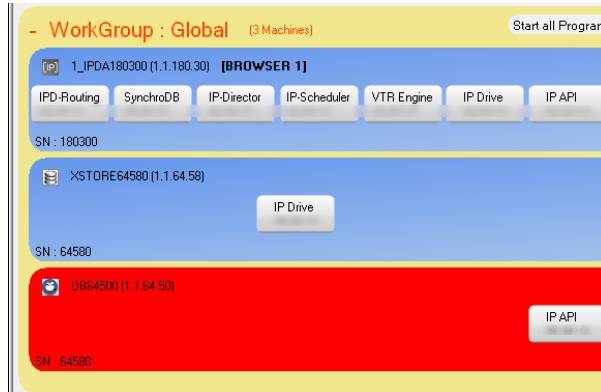 - WorkGroup : Global (3 Machines) Start all Program
1_IPDA180300 (1.1.180.30) [BROWSER 1]
IPD-Routing SynchroDB IP-Director IP-Scheduler VTR Engine IP Drive IP API
SN : 180300
XSTORE64580 (1.1.64.58)
IP Drive
SN : 64580
DB64500 (1.1.64.50)
IP API
SN : 64580